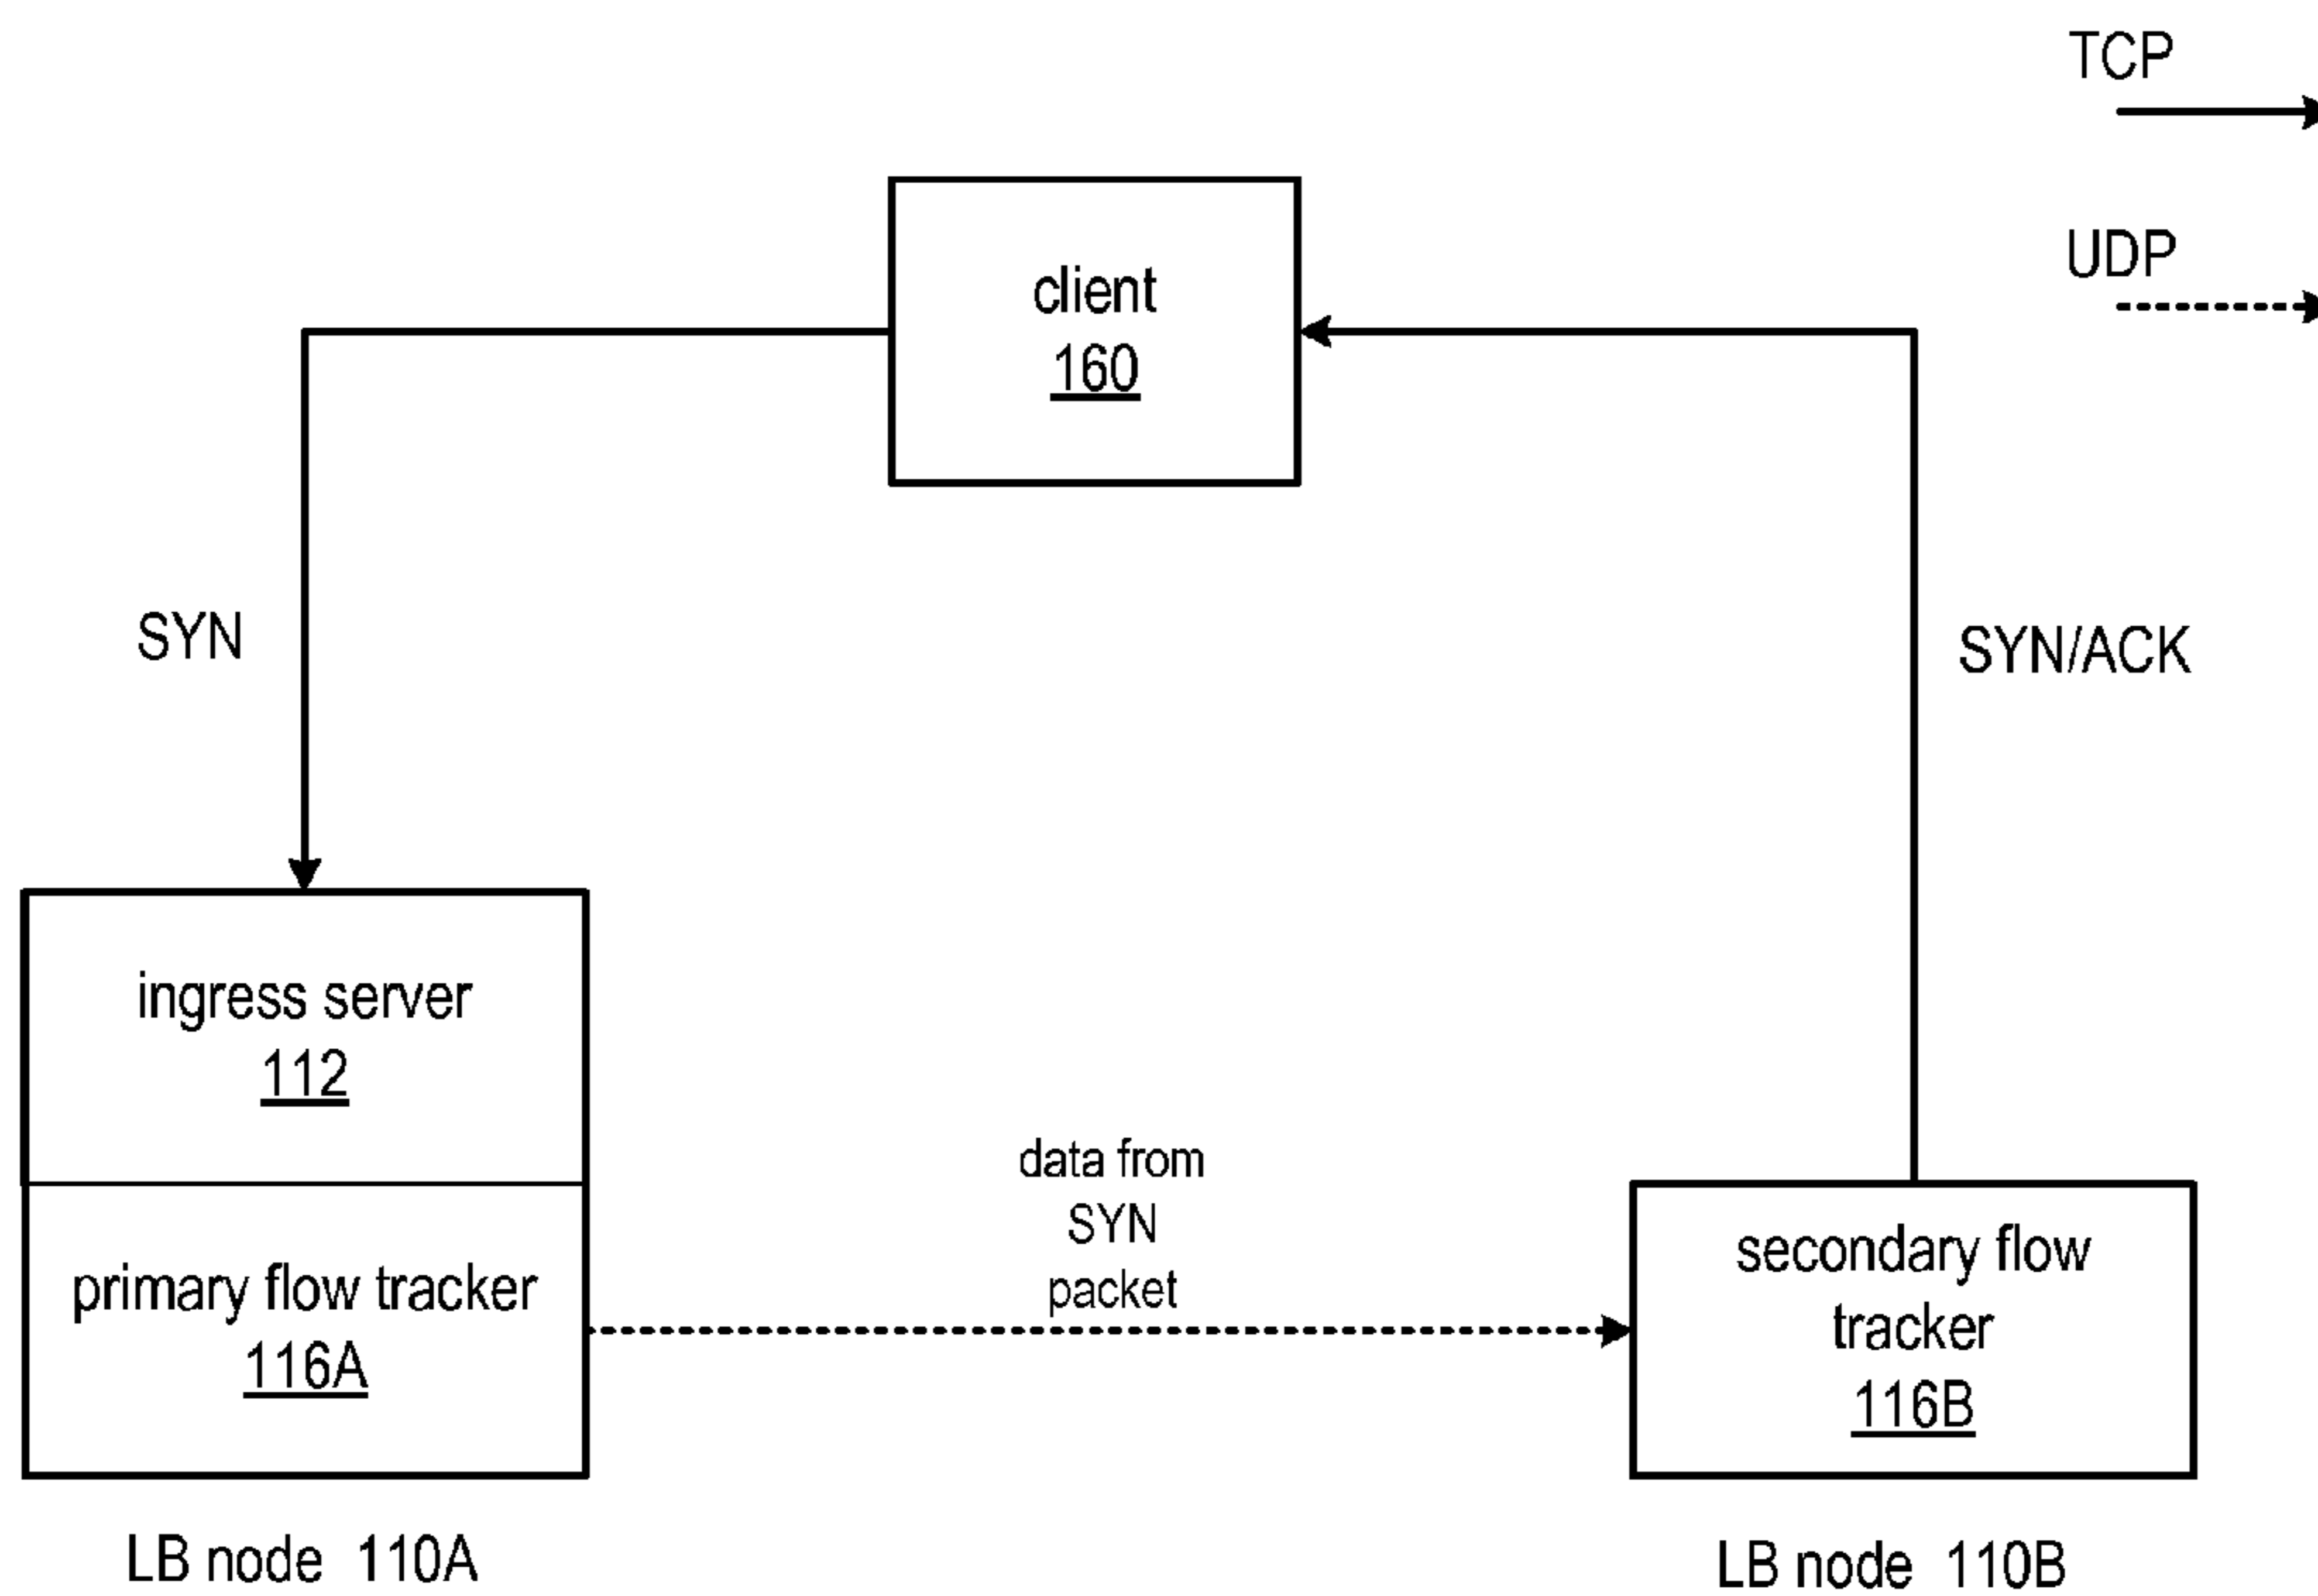 TCP
UDP
client
160
SYN
SYN/ACK
ingress server
112
data from
SYN
packet
primary flow tracker
116A
secondary flow
tracker
116B
LB node 110A
LB node 110B